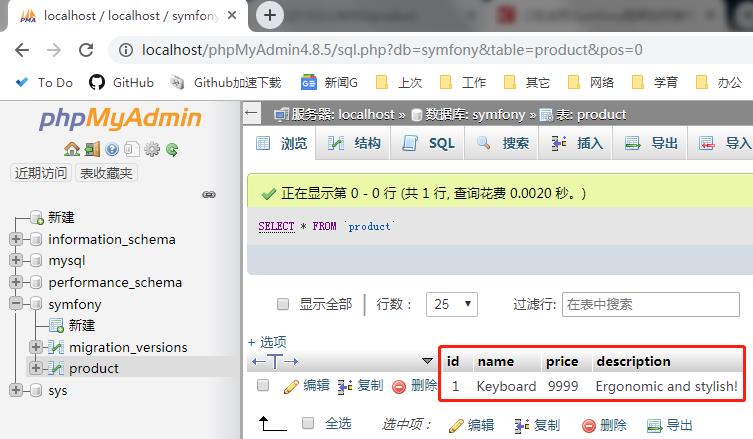 localhost / localhost / symfony
localhost/phpMyAdmin4.8.5/sql.php?db=symfony&table=product&pos=0
To Do GitHub Github加速下载 新闻G 上次 工作 其它 网络 学育 办公
phpMyAdmin
近期访问 表收藏夹
新建
information_schema
mysql
performance_schema
symfony
新建
migration_versions
product
sys
服务器: localhost » 数据库: symfony » 表: product
浏览 结构 SQL 搜索 插入 导出 导入
正在显示第 0 - 0 行 (共 1 行, 查询花费 0.0020 秒。)
SELECT * FROM `product`
显示全部 行数: 25 过滤行: 在表中搜索
+ 选项
←T→ id name price description
编辑 复制 删除 1 Keyboard 9999 Ergonomic and stylish!
全选 选中项: 编辑 复制 删除 导出